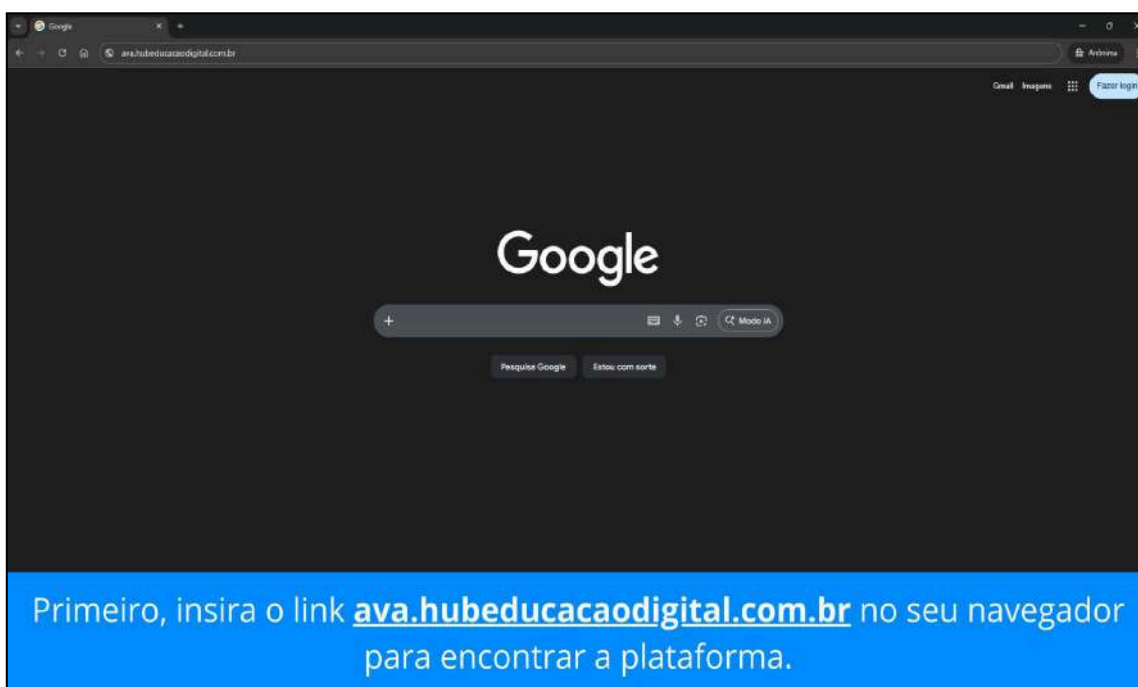 Google
ava.hubeducacaodigital.com.br
Anônima
Gmail Imagens Fazer login
Google
Modo IA
Pesquisa Google Estou com sorte
Primeiro, insira o link ava.hubeducacaodigital.com.br no seu navegador
para encontrar a plataforma.